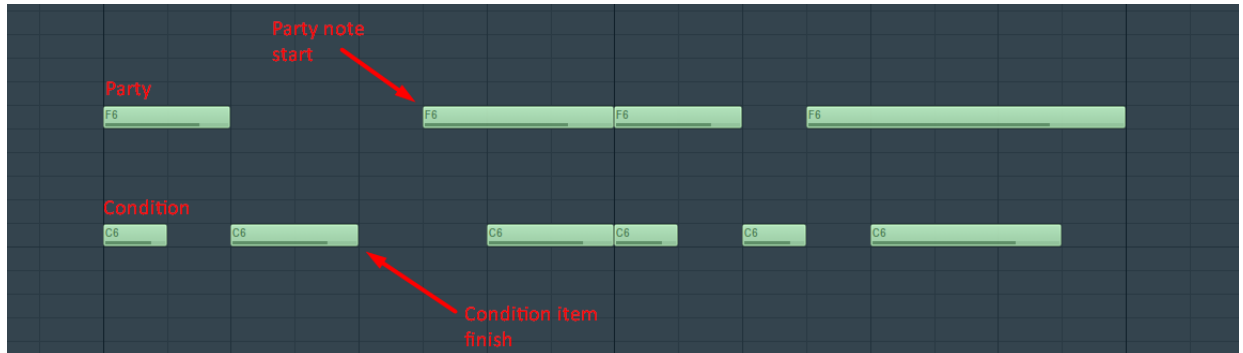 Party note
start
Party
F6
F6
F6
F6
Condition
C6
C6
C6
C6
C6
C6
Condition item
finish